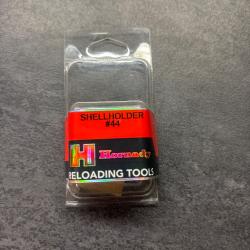 SHELLHOLDER
#44
H Hornady
RELOADING TOOLS